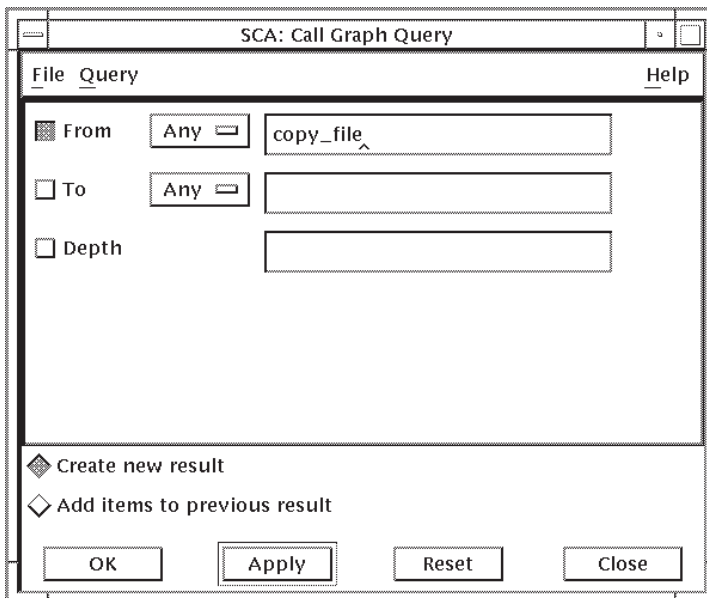 SCA: Call Graph Query
File Query Help
From Any copy_file
To Any
Depth
Create new result
Add items to previous result
OK Apply Reset Close